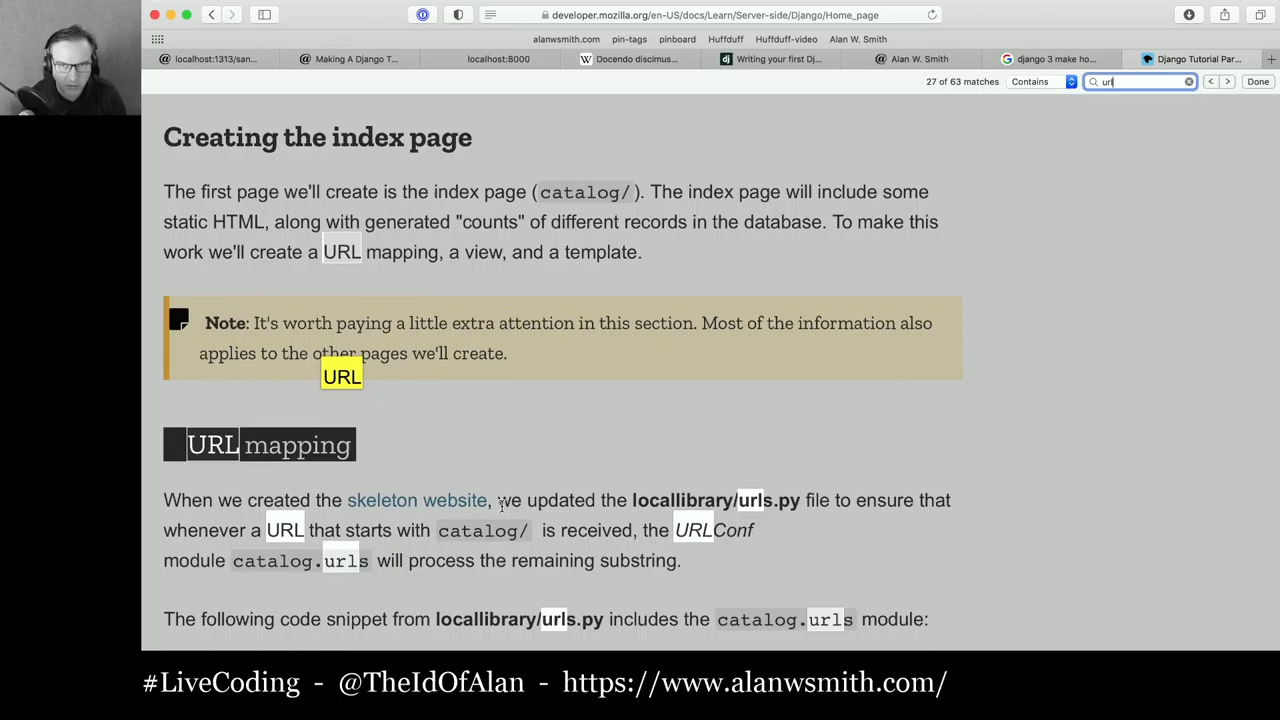 developer.mozilla.org/en-US/docs/Learn/Server-side/Django/Home_page
alanwsmith.com pin-tags pinboard Huffduff Huffduff-video Alan W. Smith
localhost:1313/san... Making A Django T... localhost:8000 Docendo discimus... Writing your first Dj... Alan W. Smith django 3 make ho... Django Tutorial Par...
27 of 63 matches Contains url Done
Creating the index page
The first page we'll create is the index page (catalog/). The index page will include some
static HTML, along with generated "counts" of different records in the database. To make this
work we'll create a URL mapping, a view, and a template.
Note: It's worth paying a little extra attention in this section. Most of the information also
applies to the other pages we'll create.
URL
URL mapping
When we created the skeleton website, we updated the locallibrary/urls.py file to ensure that
whenever a URL that starts with catalog/ is received, the URLConf
module catalog.urls will process the remaining substring.
The following code snippet from locallibrary/urls.py includes the catalog.urls module:
#LiveCoding - @TheIdOfAlan - https://www.alanwsmith.com/